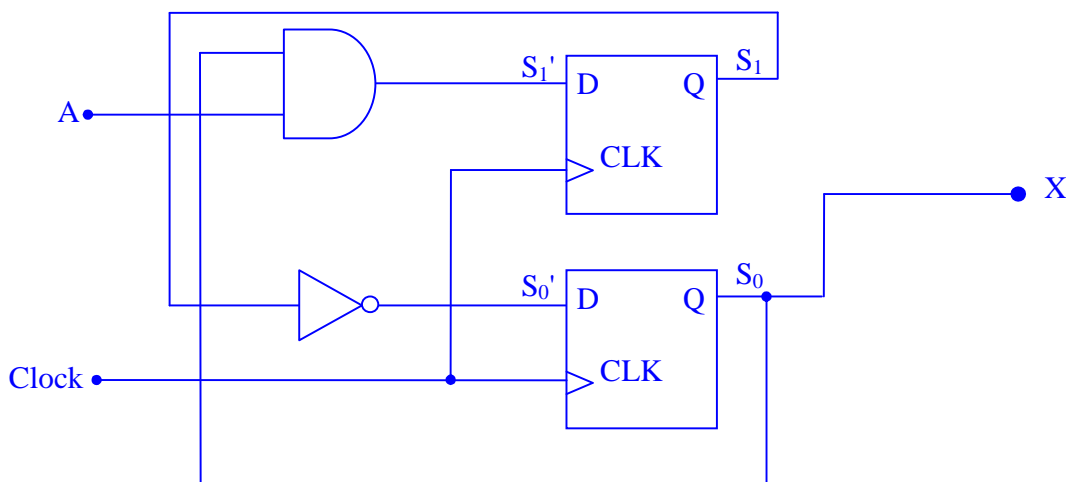 S₁' S₁
D Q
A
CLK
X
S₀' S₀
D Q
Clock CLK